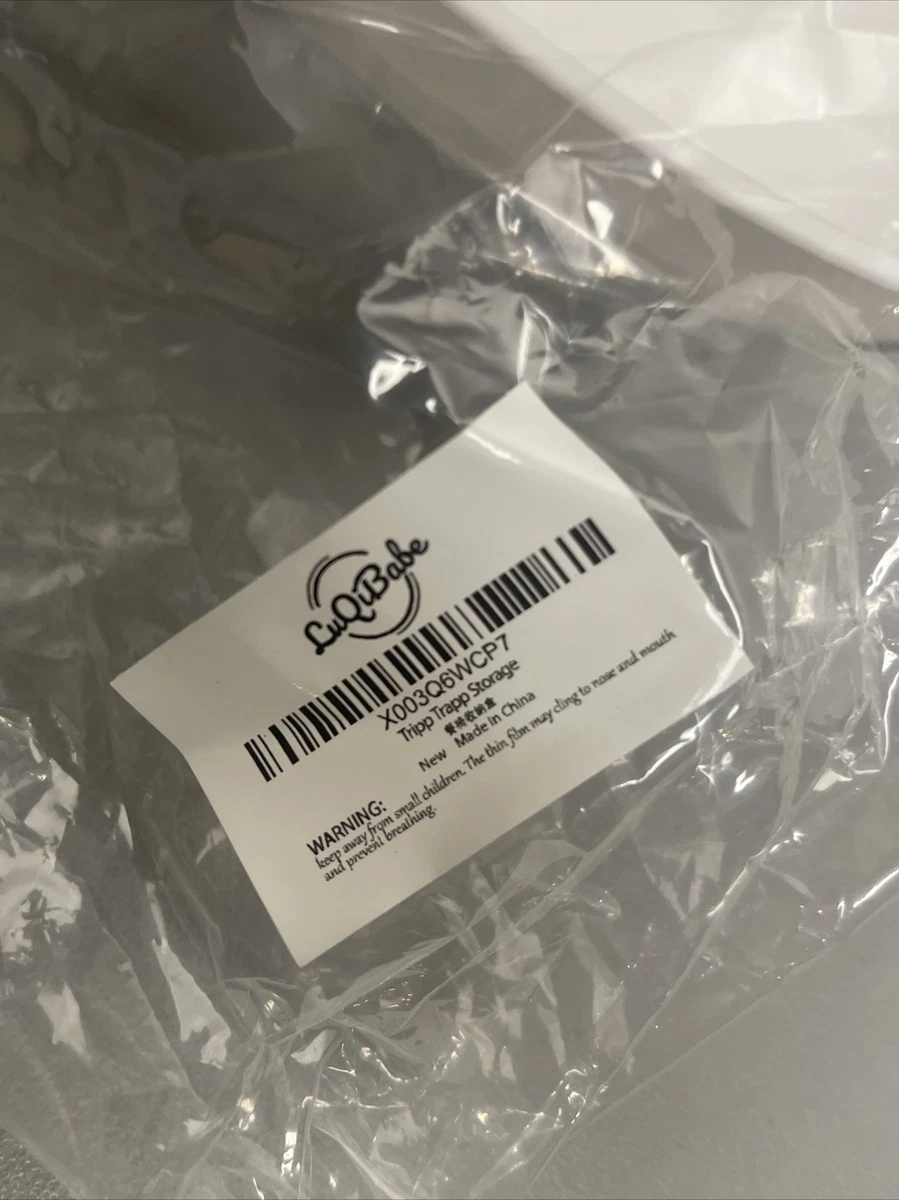 LuQiBabe
X003Q6WCP7
Tripp Trapp Storage
餐椅收納盒
New Made in China
WARNING:
keep away from small children. The thin film may cling to nose and mouth
and prevent breathing.